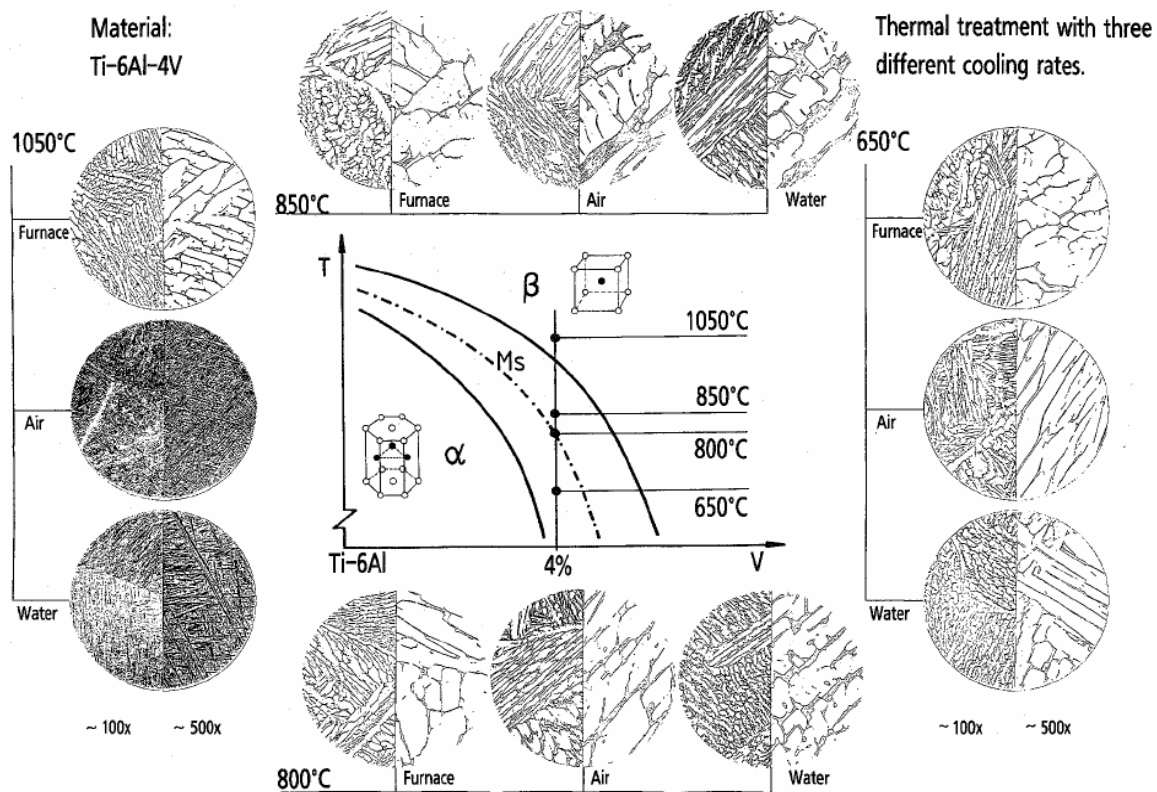 Material:
Ti-6Al-4V
Thermal treatment with three
different cooling rates.
850°C
Furnace
Air
Water
1050°C
Furnace
Air
Water
~ 100x
~ 500x
T
β
Ms
α
1050°C
850°C
800°C
650°C
Ti-6Al
4%
V
650°C
Furnace
Air
Water
~ 100x
~ 500x
800°C
Furnace
Air
Water